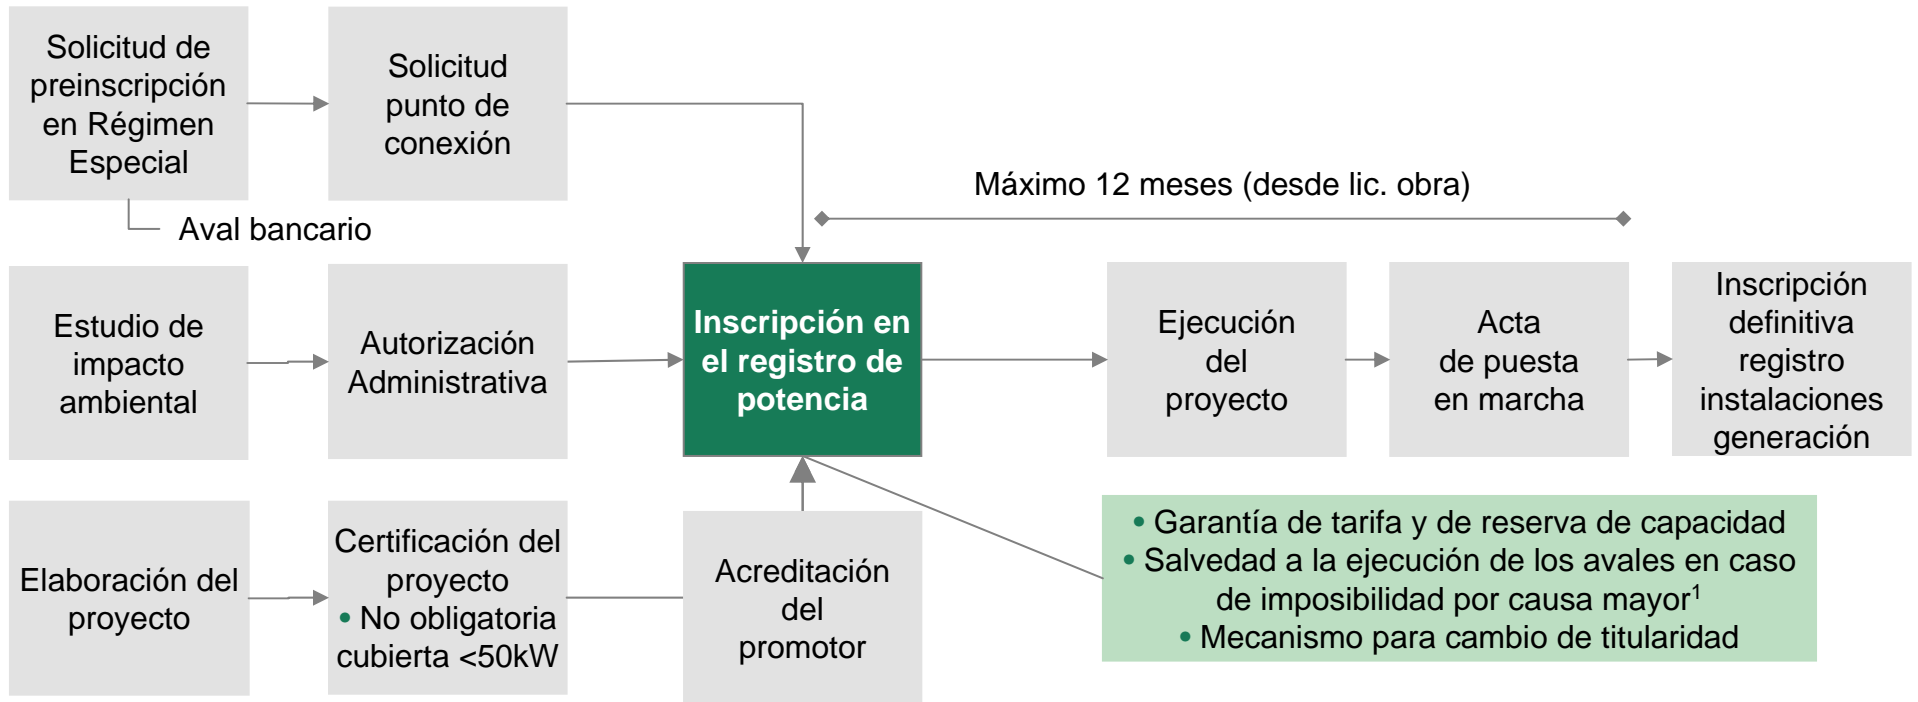 Solicitud de
preinscripción
en Régimen
Especial
Solicitud
punto de
conexión
Aval bancario
Máximo 12 meses (desde lic. obra)
Estudio de
impacto
ambiental
Autorización
Administrativa
Inscripción en
el registro de
potencia
Ejecución
del
proyecto
Acta
de puesta
en marcha
Inscripción
definitiva
registro
instalaciones
generación
Elaboración del
proyecto
Certificación del
proyecto
• No obligatoria
cubierta <50kW
Acreditación
del
promotor
• Garantía de tarifa y de reserva de capacidad
• Salvedad a la ejecución de los avales en caso
de imposibilidad por causa mayor¹
• Mecanismo para cambio de titularidad